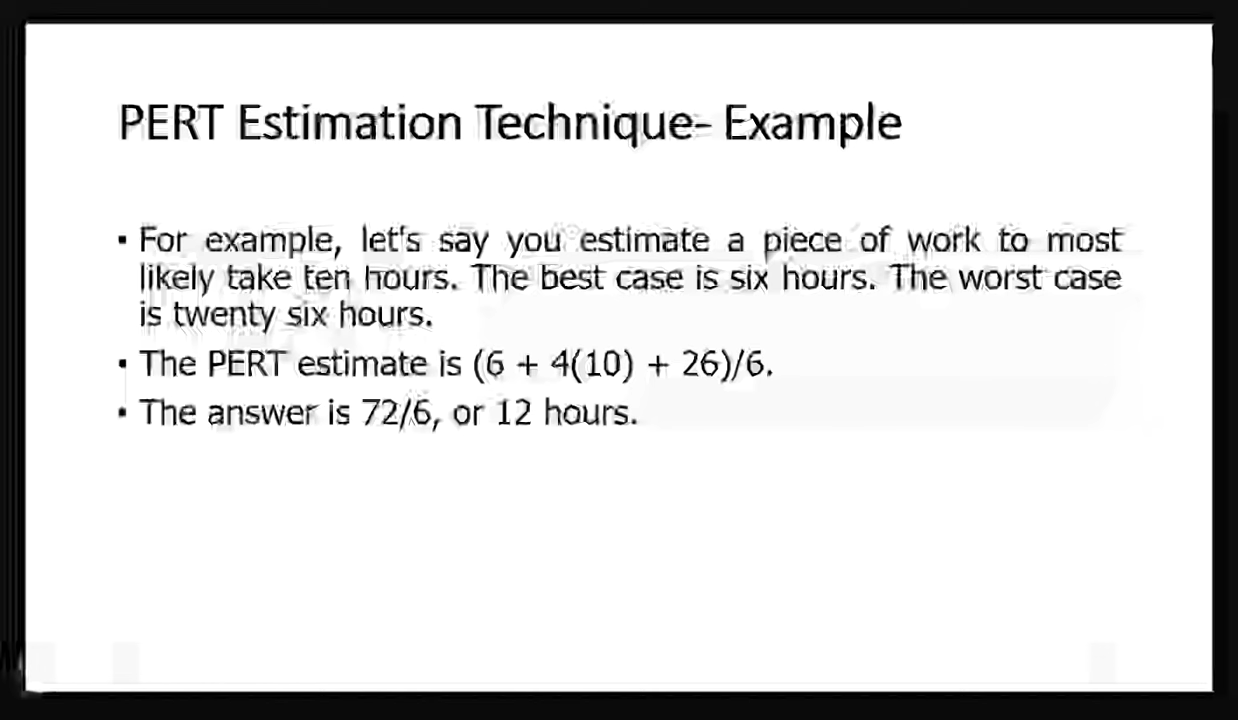 PERT Estimation Technique- Example
▪ For example, let's say you estimate a piece of work to most
likely take ten hours. The best case is six hours. The worst case
is twenty six hours.
▪ The PERT estimate is (6 + 4(10) + 26)/6.
▪ The answer is 72/6, or 12 hours.